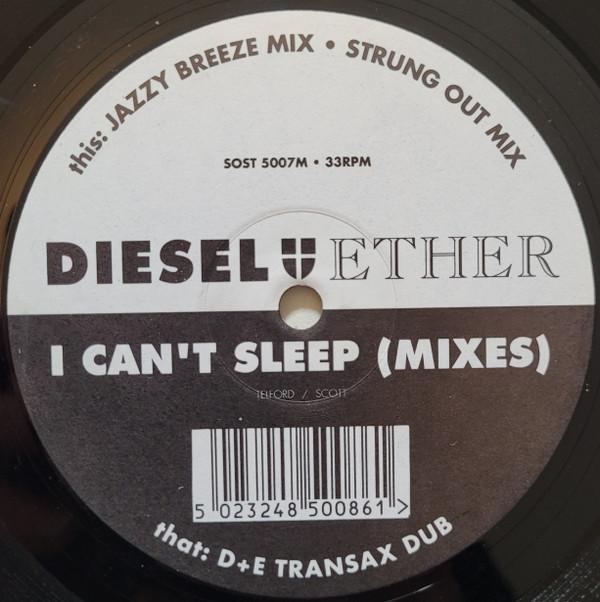 this: JAZZY BREEZE MIX • STRUNG OUT MIX
SOST 5007M • 33RPM
DIESEL ETHER
I CAN'T SLEEP (MIXES)
TELFORD / SCOTT
5 023248 500861 >
that: D+E TRANSAX DUB